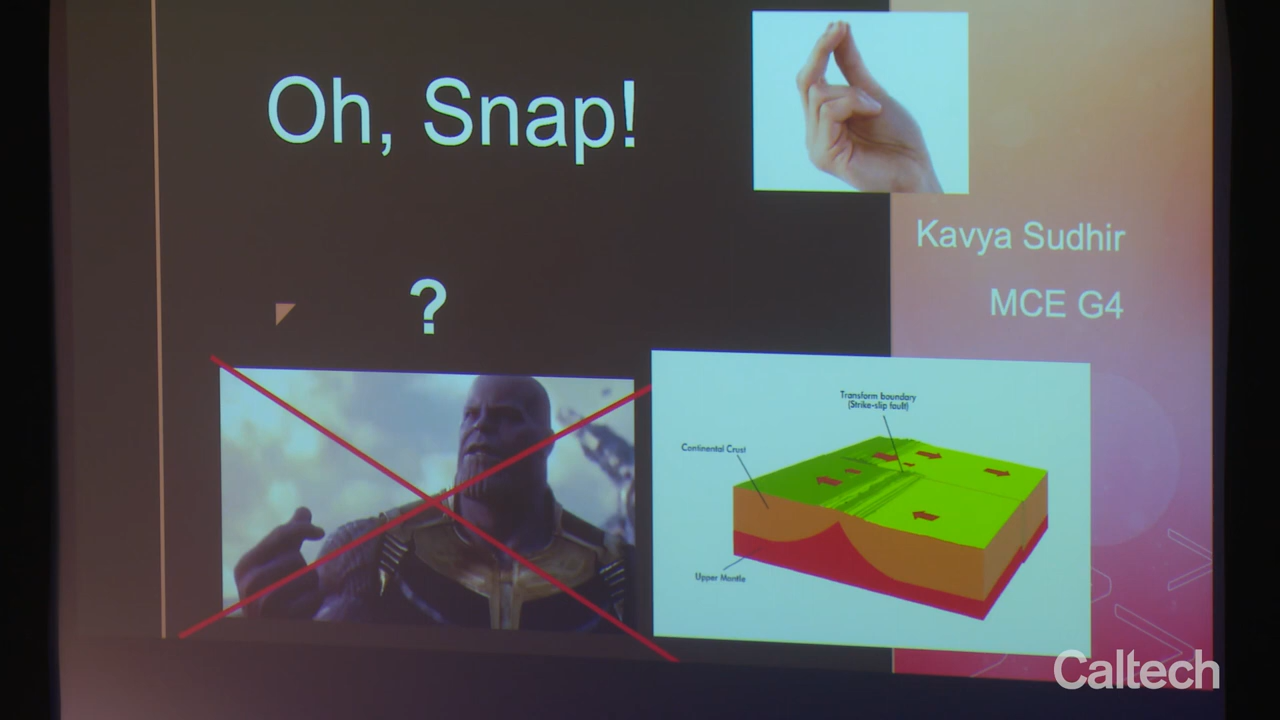 Oh, Snap!
Kavya Sudhir
MCE G4
?
Transform boundary
(Strike-slip fault)
Continental Crust
Upper Mantle
Caltech